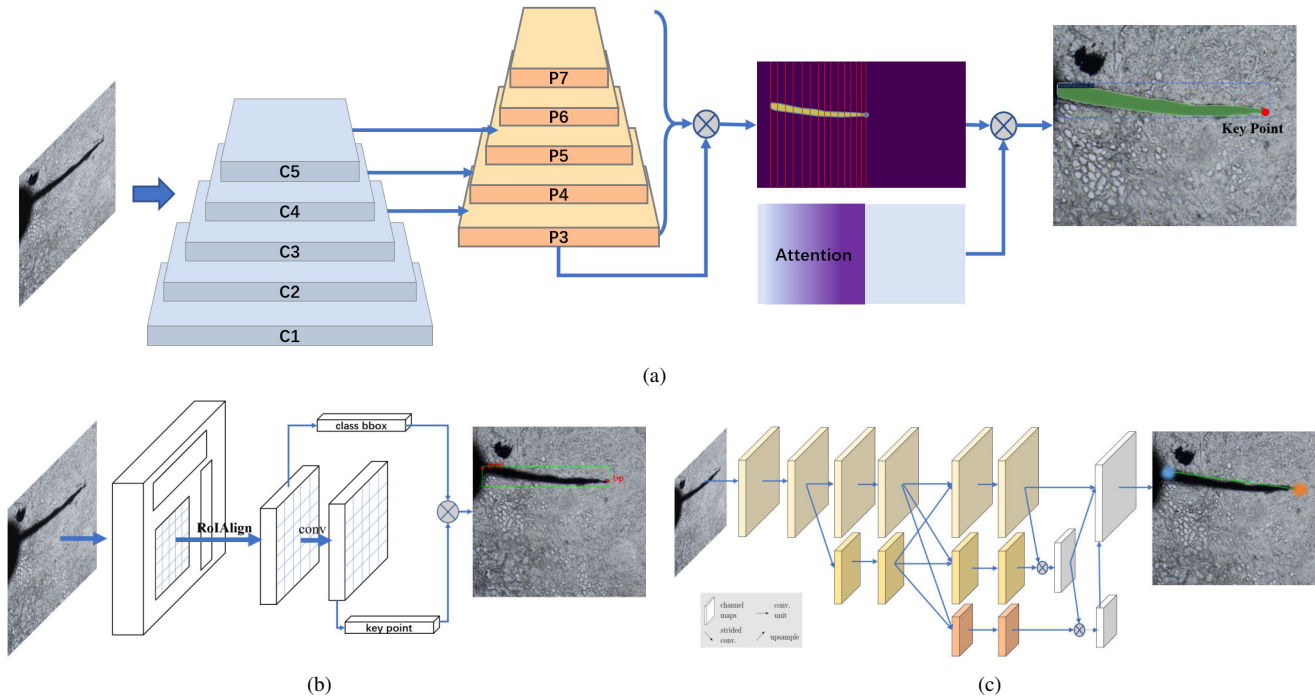 P7
P6
P5
P4
P3
C5
C4
C3
C2
C1
Attention
Key Point
(a)
class bbox
RoIAlign
conv
key point
(b)
channel maps
conv. unit
strided conv.
upsample
(c)